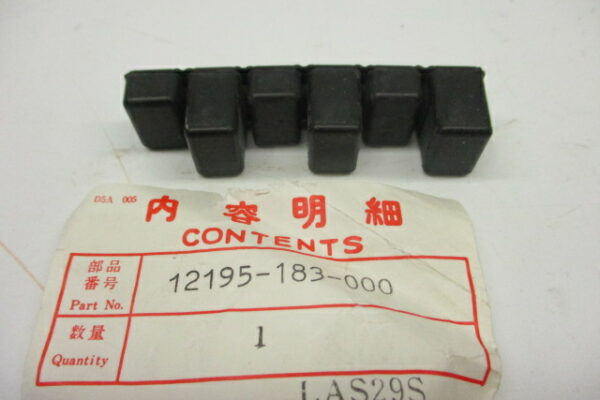 D5A 005
内容明細
CONTENTS
部品
番号
Part No.
12195-183-000
数量
Quantity
1
LAS29S